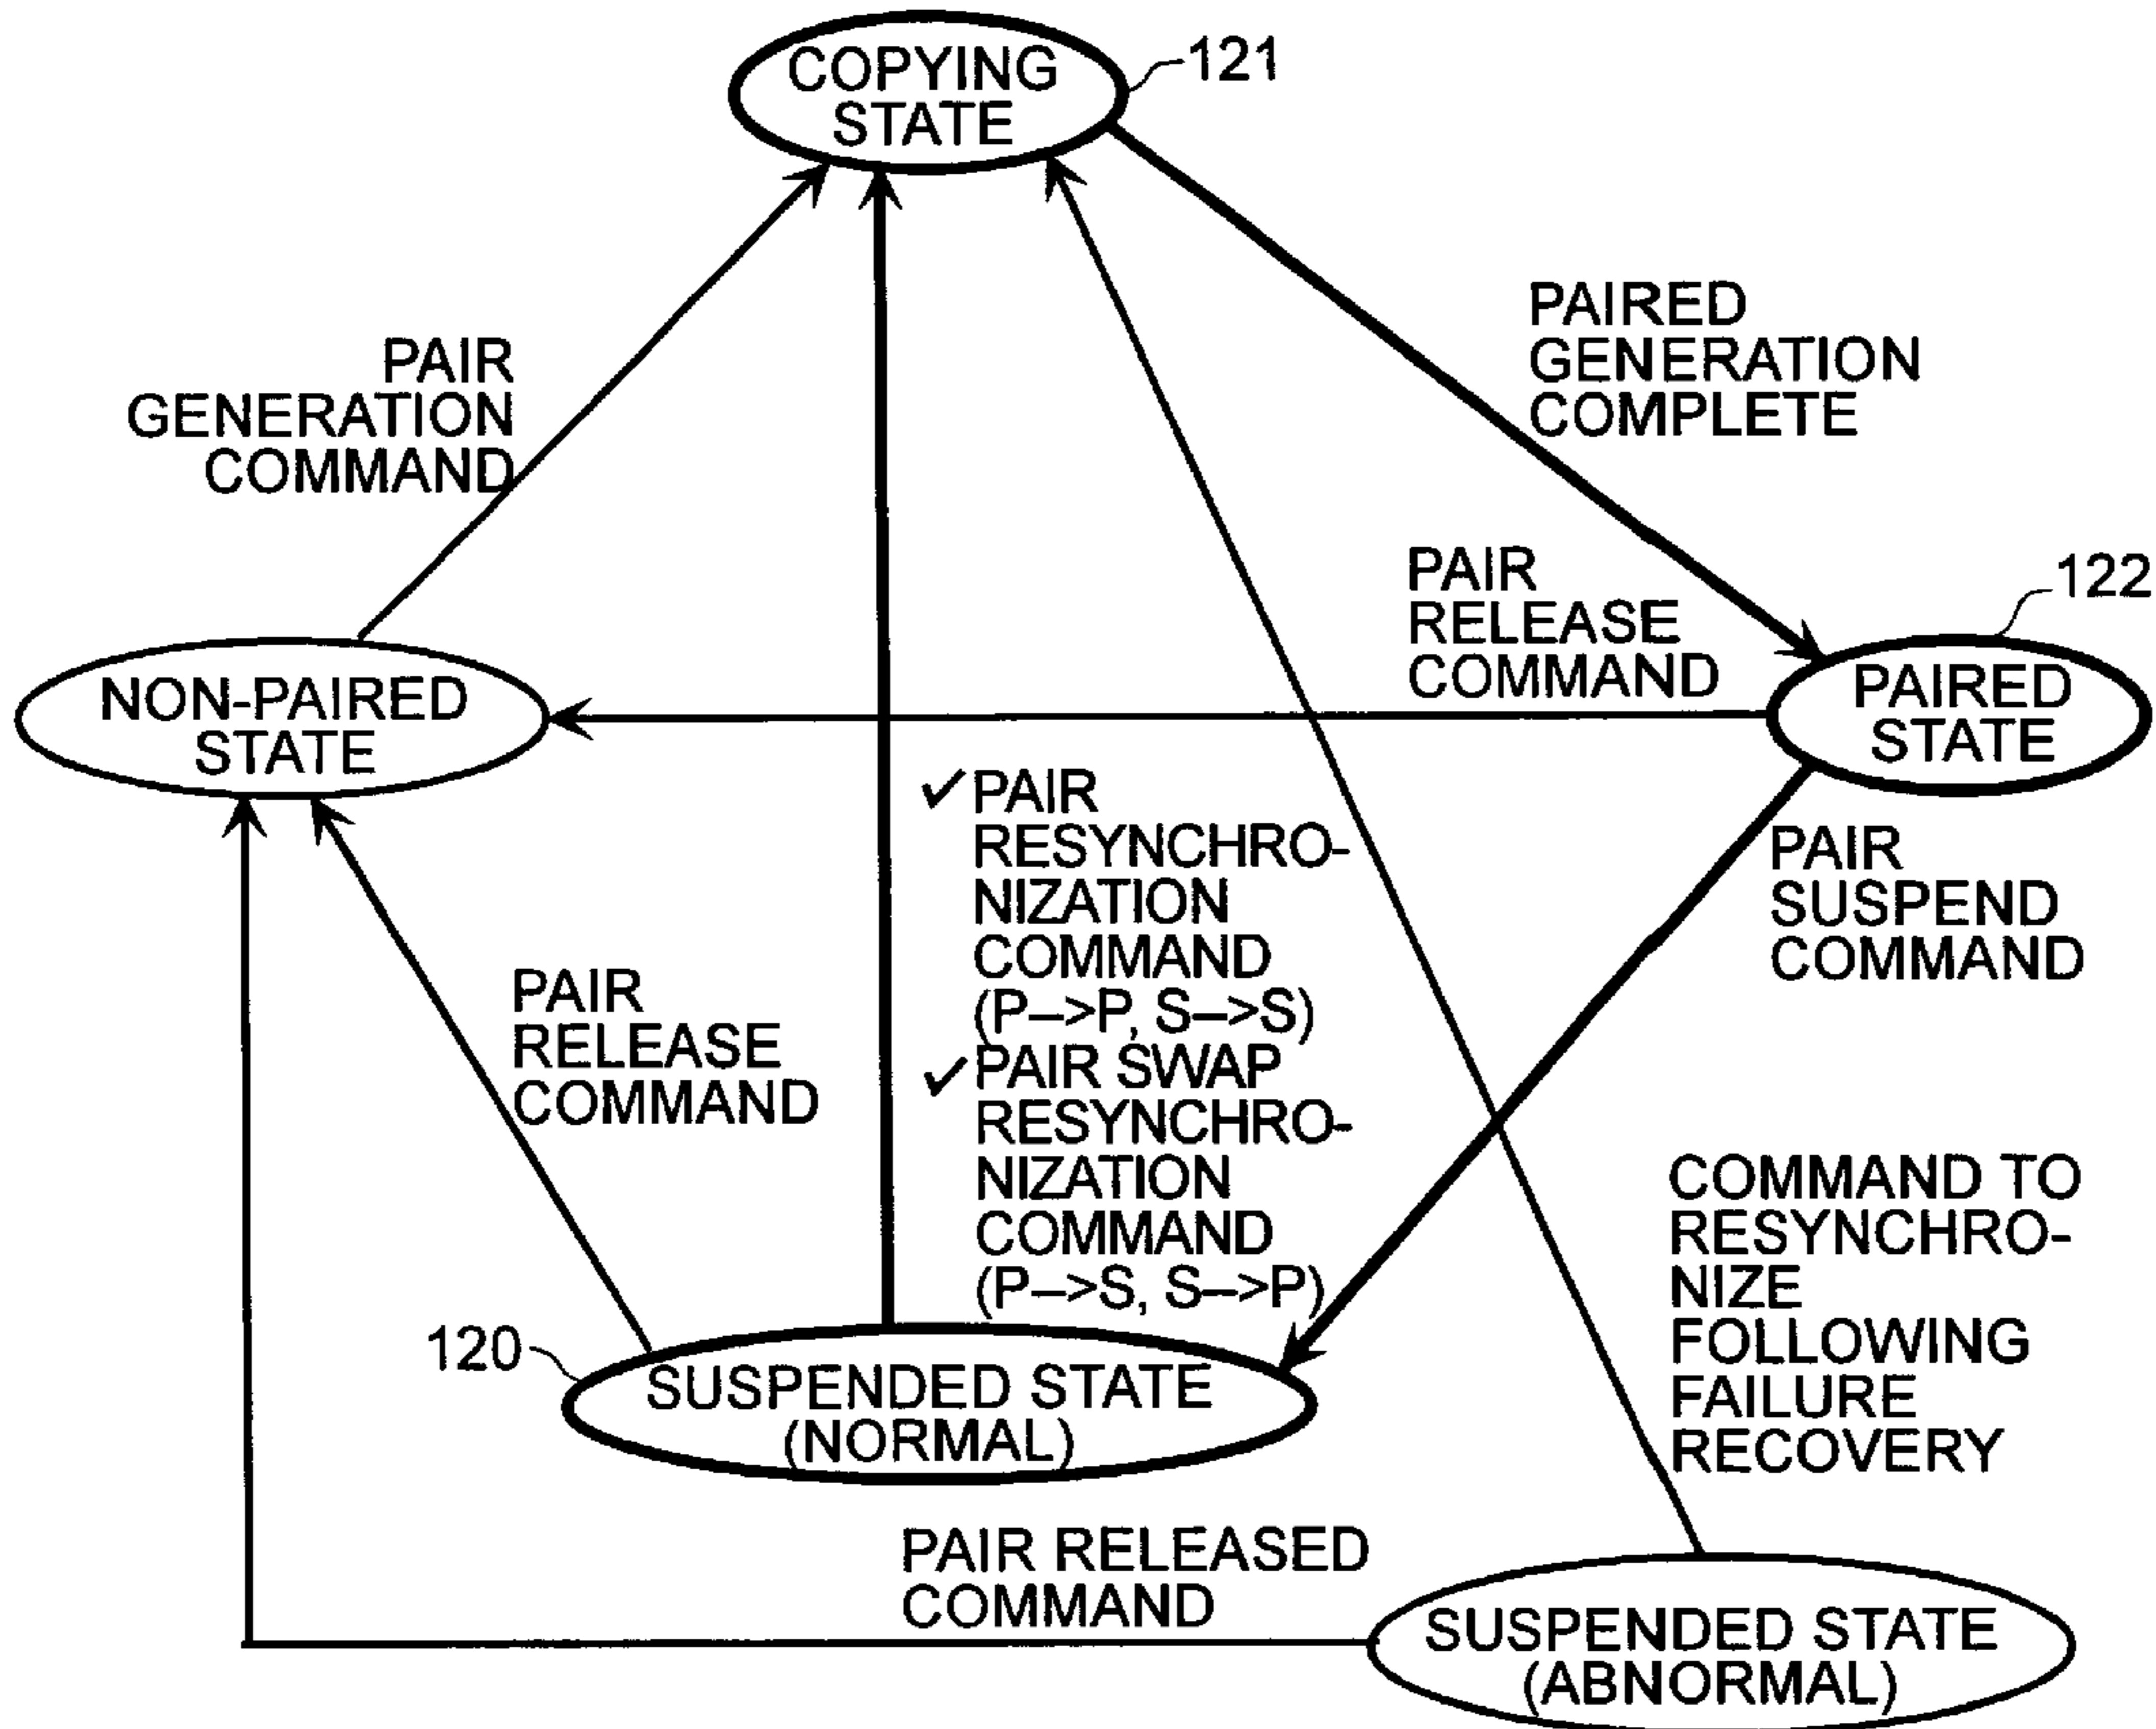 COPYING
STATE
121
PAIRED
GENERATION
COMPLETE
PAIR
GENERATION
COMMAND
PAIR
RELEASE
COMMAND
122
NON-PAIRED
STATE
PAIRED
STATE
✓ PAIR
RESYNCHRO-
NIZATION
COMMAND
(P–>P, S–>S)
✓ PAIR SWAP
RESYNCHRO-
NIZATION
COMMAND
(P–>S, S–>P)
PAIR
SUSPEND
COMMAND
PAIR
RELEASE
COMMAND
COMMAND TO
RESYNCHRO-
NIZE
FOLLOWING
FAILURE
RECOVERY
120
SUSPENDED STATE
(NORMAL)
PAIR RELEASED
COMMAND
SUSPENDED STATE
(ABNORMAL)